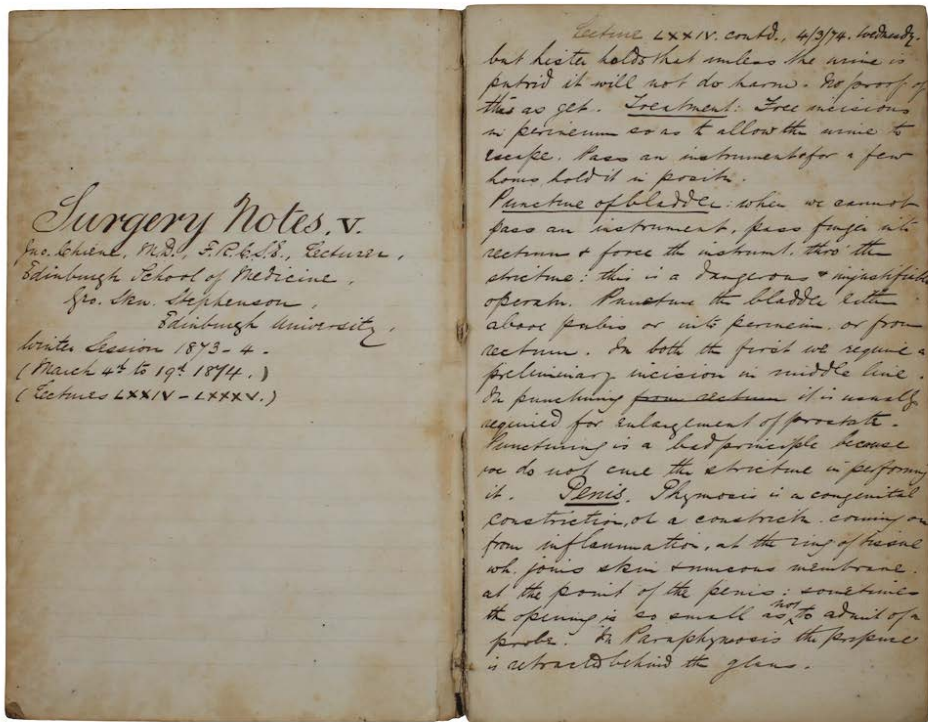 Surgery Notes. V.
Jno. Chiene, M.D., F.R.C.S.E., Lecturer,
Edinburgh School of Medicine,
Geo. Skn. Stephenson,
Edinburgh University,
Winter Session 1873-4.
(March 4th to 19th 1874.)
(Lectures LXXIV-LXXXV.)
Lecture LXXIV. contd., 4/3/74. Wednesdy.
but Lister holds that unless the urine is
putrid it will not do harm. No proof of
this as yet. Treatment: Free incisions
in perineum so as to allow the urine to
escape. Pass an instrument & for a few
hours hold it in positn.
Puncture of bladder: when we cannot
pass an instrument, pass finger into
rectum & force the instrumt. thro' the
stricture: this is a dangerous & unjustifiable
operatn. Puncture the bladder either
above pubis or into perineum. or from
rectum. In both the first we require a
preliminary incision in middle line.
In puncturing from rectum it is usually
required for enlargement of prostate.
Puncturing is a bad principle because
we do not cure the stricture in performing
it. Penis. Phymosis is a congenital
constriction, or a constrictn. coming on
from inflammation, at the ring of tissue
wh. joins skin & mucous membrane.
at the point of the penis: sometimes
th opening is so small as not to admit of a
probe. In Paraphymosis the prepuce
is retracted behind the glans.